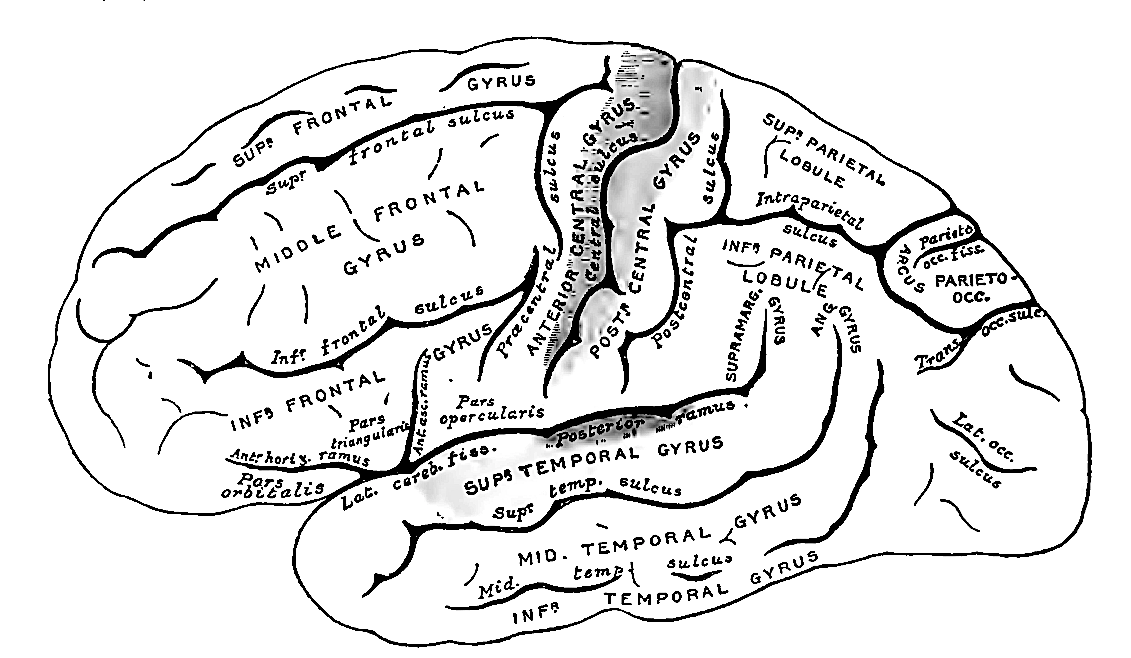 SUPR FRONTAL GYRUS
Supr frontal sulcus
MIDDLE FRONTAL
GYRUS
Inf.r frontal sulcus
INFR FRONTAL GYRUS
Præcentral sulcus
ANTERIOR CENTRAL GYRUS
Central sulcus
POSTR CENTRAL GYRUS
Postcentral sulcus
SUPR PARIETAL
LOBULE
Intraparietal
sulcus
INFR PARIETAL
LOBULE
SUPRAMARG. GYRUS
ANG GYRUS
ARCUS
PARIETO-
OCC.
Parieto
occ. fiss.
Trans. occ. sulc.
Lat. occ.
sulcus
Ant. asc. ramus
Pars
triangularis
Pars
opercularis
Antr horiz. ramus
Pars
orbitalis
Lat. cereb. fiss.
Posterior ramus.
SUPR TEMPORAL GYRUS
Supr temp. sulcus
MID. TEMPORAL GYRUS
Mid. temp! sulcus
INFR TEMPORAL GYRUS